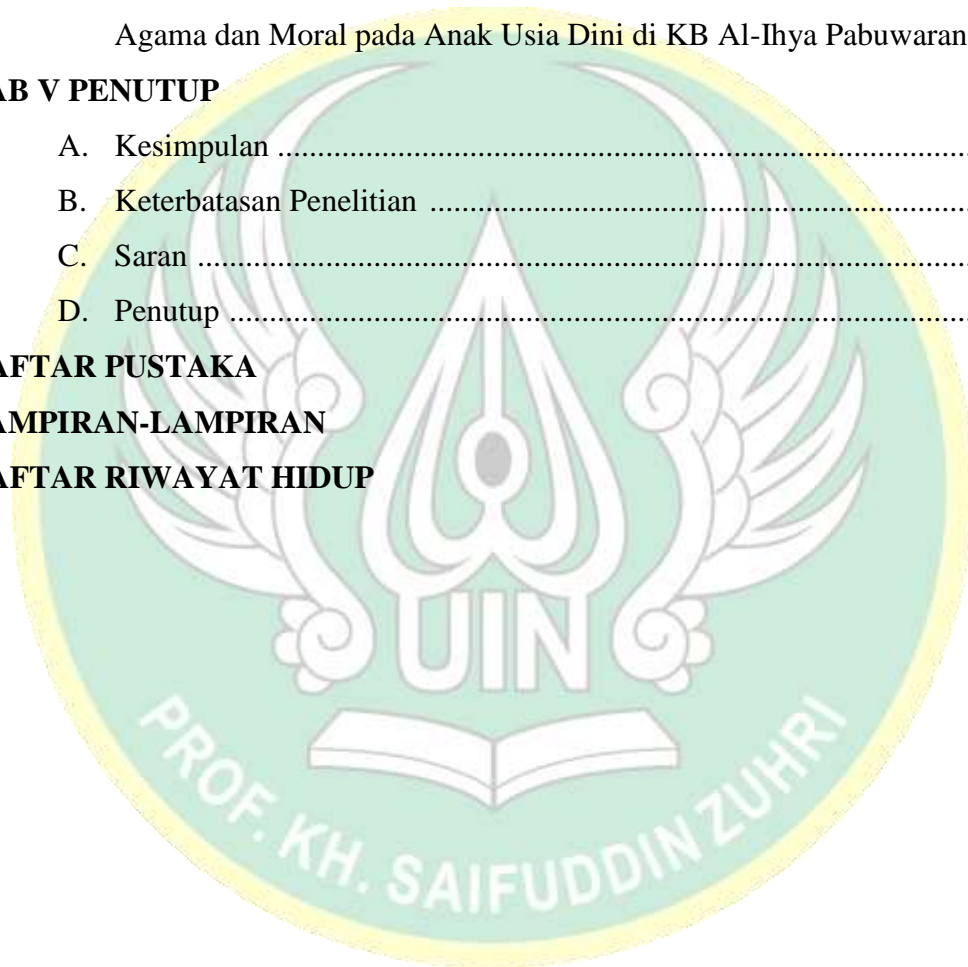 Agama dan Moral pada Anak Usia Dini di KB Al-Ihya Pabuwaran
AB V PENUTUP
A. Kesimpulan ........................................................................................
B. Keterbatasan Penelitian ....................................................................
C. Saran ..................................................................................................
D. Penutup ..............................................................................................
AFTAR PUSTAKA
AMPIRAN-LAMPIRAN
AFTAR RIWAYAT HIDUP
UIN
PROF. KH. SAIFUDDIN ZUHRI